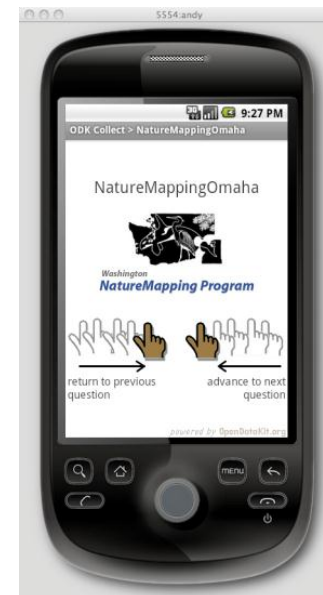 5554:andy
3G
9:27 PM
ODK Collect > NatureMappingOmaha
NatureMappingOmaha
Washington
NatureMapping Program
return to previous
question
advance to next
question
powered by OpenDataKit.org
MENU